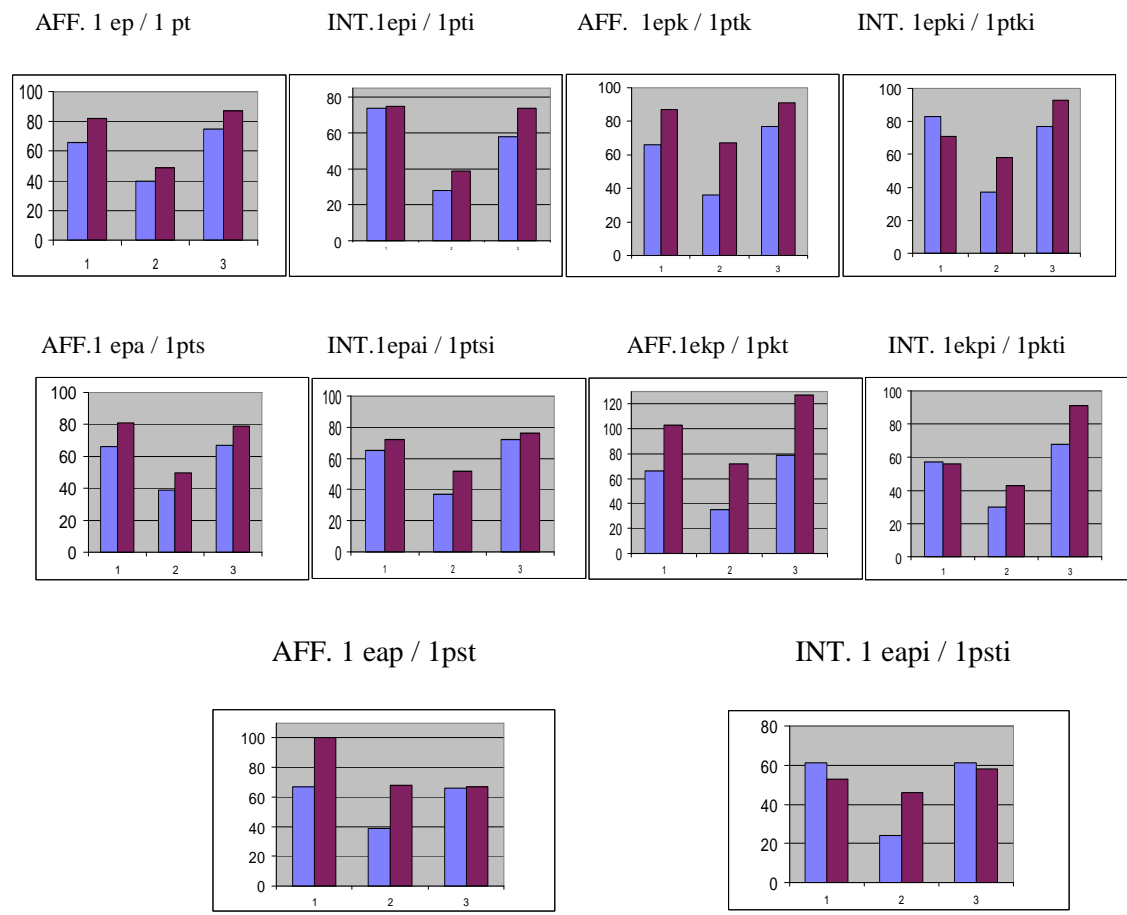 AFF. 1 ep / 1 pt INT.1epi / 1pti AFF. 1epk / 1ptk INT. 1epki / 1ptki
100 80 100 100
80 60 80 80
60 40 60 60
40 20 40 40
20 0 20 20
0 0 0
1 2 3 1 2 3 1 2 3 1 2 3
AFF.1 epa / 1pts INT.1epai / 1ptsi AFF.1ekp / 1pkt INT. 1ekpi / 1pkti
100 100 120 100
80 80 100 80
60 60 80 60
40 40 60 40
20 20 40 20
0 0 20 0
0
1 2 3 1 2 3 1 2 3 1 2 3
AFF. 1 eap / 1pst INT. 1 eapi / 1psti
100 80
80 60
60 40
40 20
20 0
0
1 2 3 1 2 3